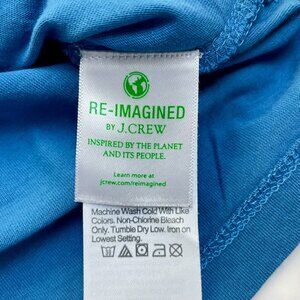 RE-IMAGINED
BY J.CREW
INSPIRED BY THE PLANET
AND ITS PEOPLE.
Learn more at
jcrew.com/reimagined
Machine Wash Cold With Like
Colors. Non-Chlorine Bleach
Only. Tumble Dry Low. Iron on
Lowest Setting.